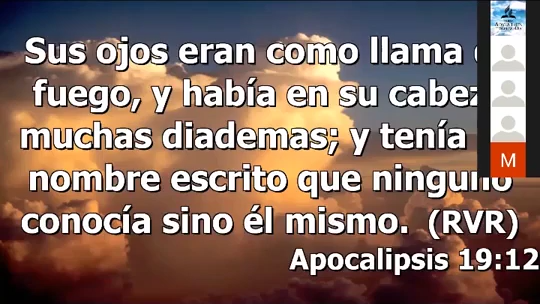 Sus ojos eran como llama
fuego, y había en su cabez
muchas diademas; y tenía
nombre escrito que ninguno
conocía sino él mismo. (RVR)
Apocalipsis 19:12
M